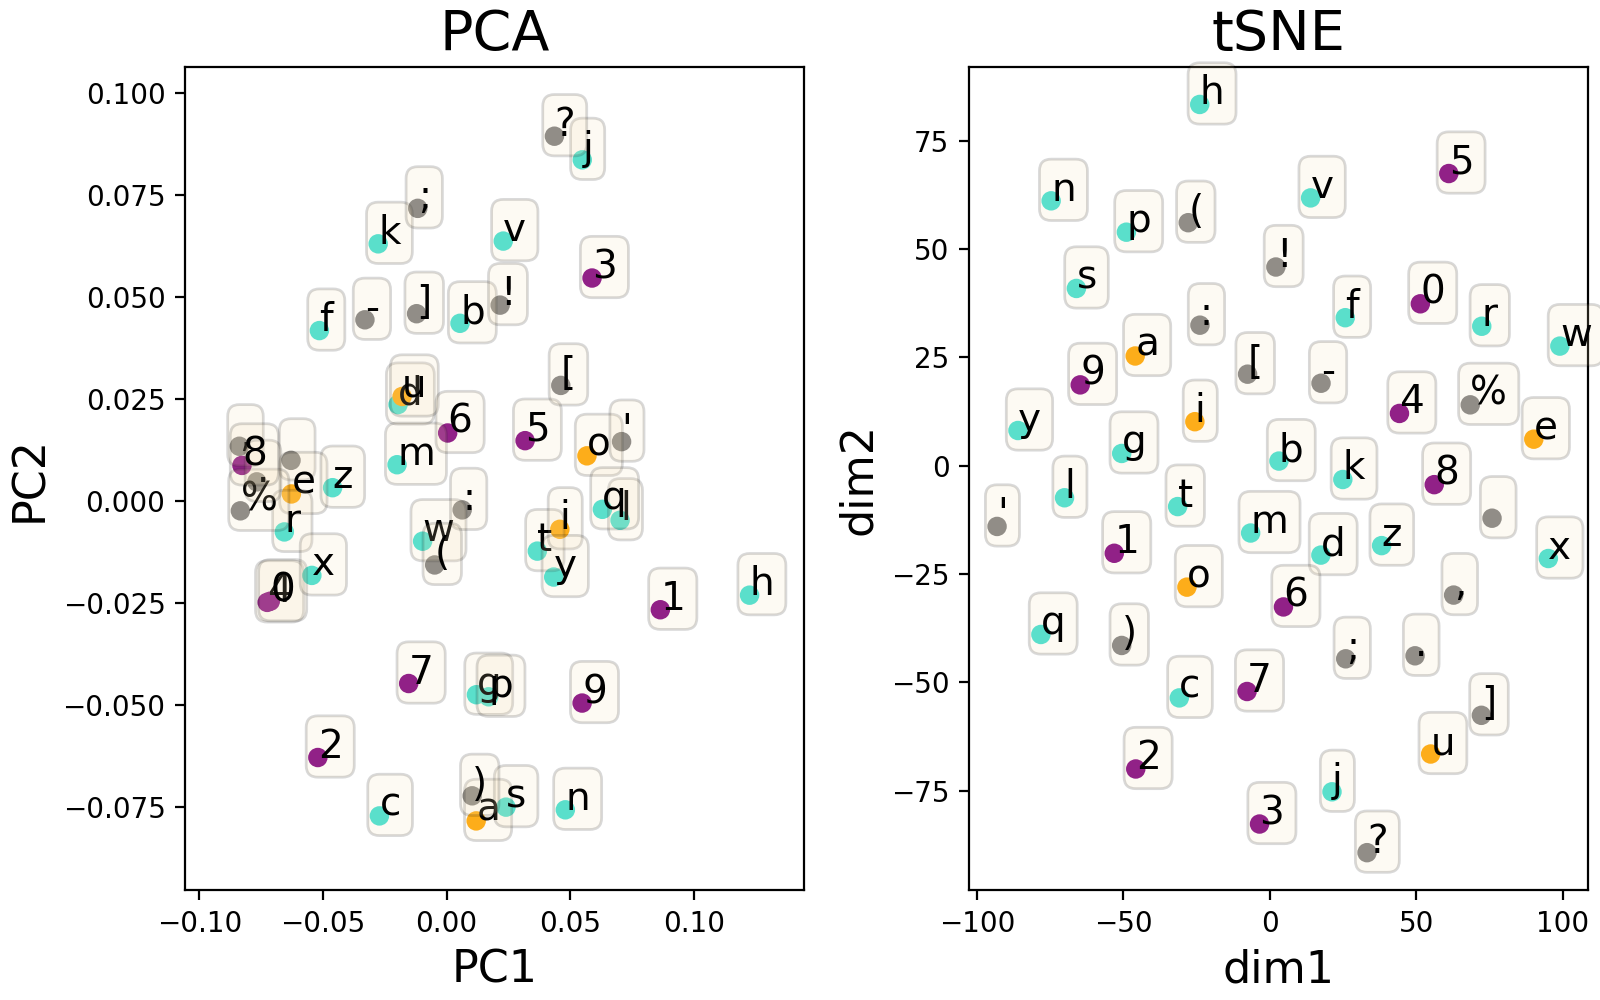 PCA
0.100
0.075
0.050
0.025
0.000
−0.025
−0.050
−0.075
PC2
?
j
;
k
v
3
f
-
]
b
!
[
u
d
6
5
o
'
8
m
e
z
%
q
l
r
:
i
w
t
(
x
y
4
0
1
h
7
g
p
9
2
)
a
s
n
c
−0.10
−0.05
0.00
0.05
0.10
PC1
tSNE
75
50
25
0
−25
−50
−75
dim2
h
5
n
v
p
(
!
s
0
f
r
:
w
a
9
[
-
4
%
i
y
e
g
b
k
8
l
t
'
m
1
d
z
x
o
6
,
q
)
;
.
c
7
]
2
u
j
3
?
−100
−50
0
50
100
dim1